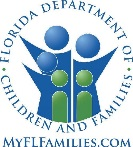 FLORIDA DEPARTMENT OF
CHILDREN AND FAMILIES
MYFLFAMILIES.COM